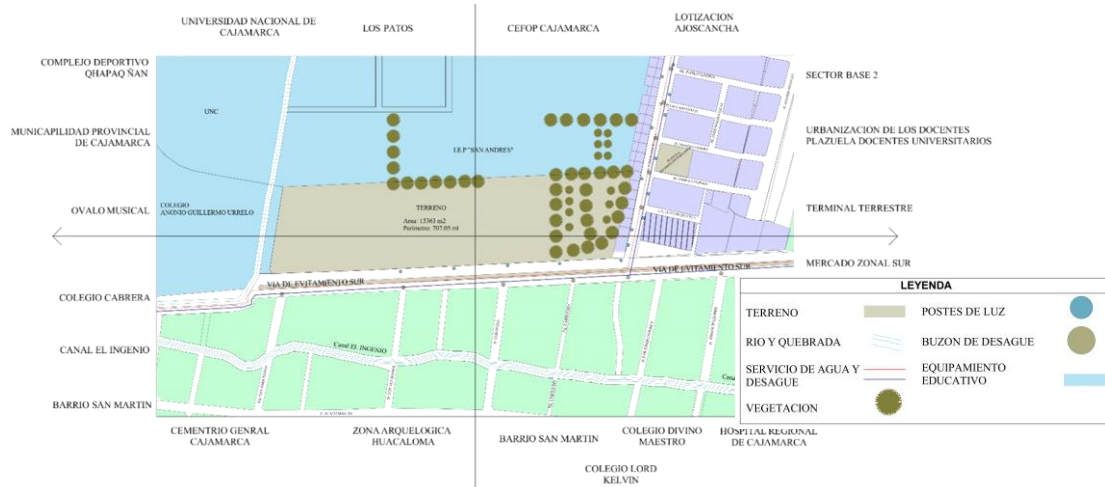 UNIVERSIDAD NACIONAL DE
CAJAMARCA
LOS PATOS
CEFOP CAJAMARCA
LOTIZACION
AJOSCANCHA
COMPLEJO DEPORTIVO
QHAPAQ ÑAN
MUNICAPILIDAD PROVINCIAL
DE CAJAMARCA
OVALO MUSICAL
COLEGIO CABRERA
CANAL EL INGENIO
BARRIO SAN MARTIN
UNC
I.E.P "SAN ANDRES"
COLEGIO
ANONIO GUILLERMO URRELO
TERRENO
Area: 15363 m2
Perimetro: 707.05 ml
VIA DE EVITAMIENTO SUR
VIA DE EVITAMIENTO SUR
Canal EL INGENIO
Canal
SECTOR BASE 2
URBANIZACION DE LOS DOCENTES
PLAZUELA DOCENTES UNIVERSITARIOS
TERMINAL TERRESTRE
MERCADO ZONAL SUR
LEYENDA
TERRENO
POSTES DE LUZ
RIO Y QUEBRADA
BUZON DE DESAGUE
SERVICIO DE AGUA Y
DESAGUE
EQUIPAMIENTO
EDUCATIVO
VEGETACION
CEMENTRIO GENRAL
CAJAMARCA
ZONA ARQUELOGICA
HUACALOMA
BARRIO SAN MARTIN
COLEGIO DIVINO
MAESTRO
HOSPITAL REGIONAL
DE CAJAMARCA
COLEGIO LORD
KELVIN